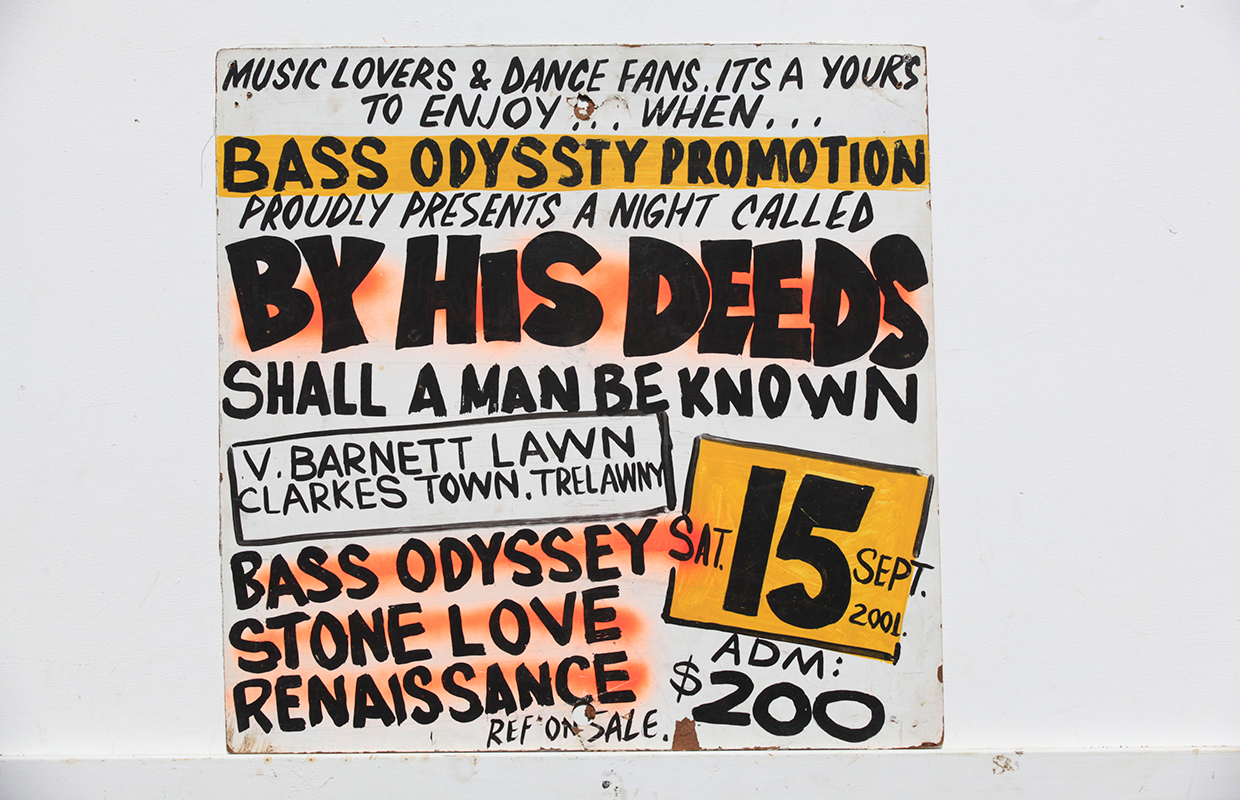 MUSIC LOVERS & DANCE FANS. ITS A YOURS
TO ENJOY... WHEN...
BASS ODYSSTY PROMOTION
PROUDLY PRESENTS A NIGHT CALLED
BY HIS DEEDS
SHALL A MAN BE KNOWN
V. BARNETT LAWN
CLARKES TOWN. TRELAWNY
SAT. 15 SEPT. 2001.
BASS ODYSSEY
STONE LOVE
RENAISSANCE
REF' ON SALE.
ADM:
$200